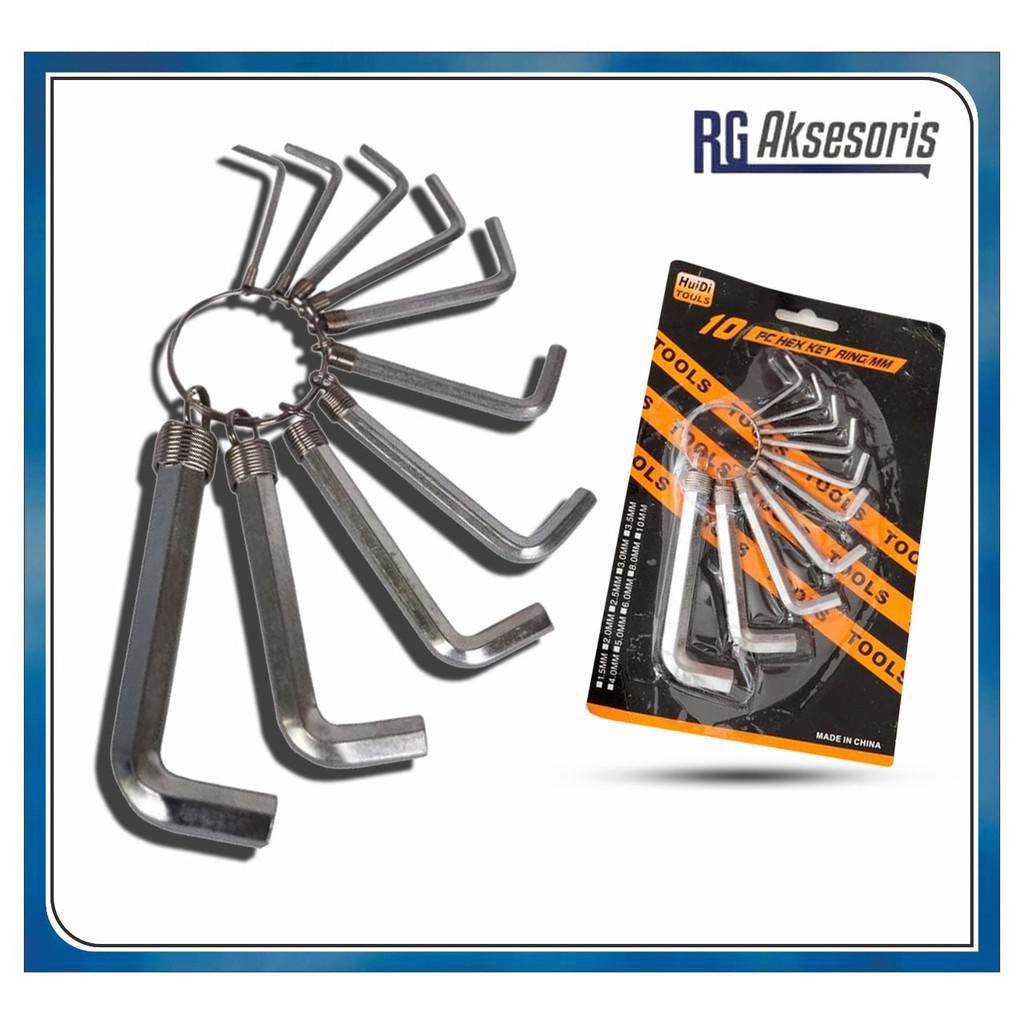 RG Aksesoris
HuiDi
TOOLS
10 PC HEX KEY RING/MM
TOOLS
TOOLS
TOOLS
TOOLS
TOOLS
TOOLS
■1.5MM ■2.0MM ■2.5MM ■3.0MM ■3.5MM
■4.0MM ■5.0MM ■6.0MM ■8.0MM ■10MM
MADE IN CHINA